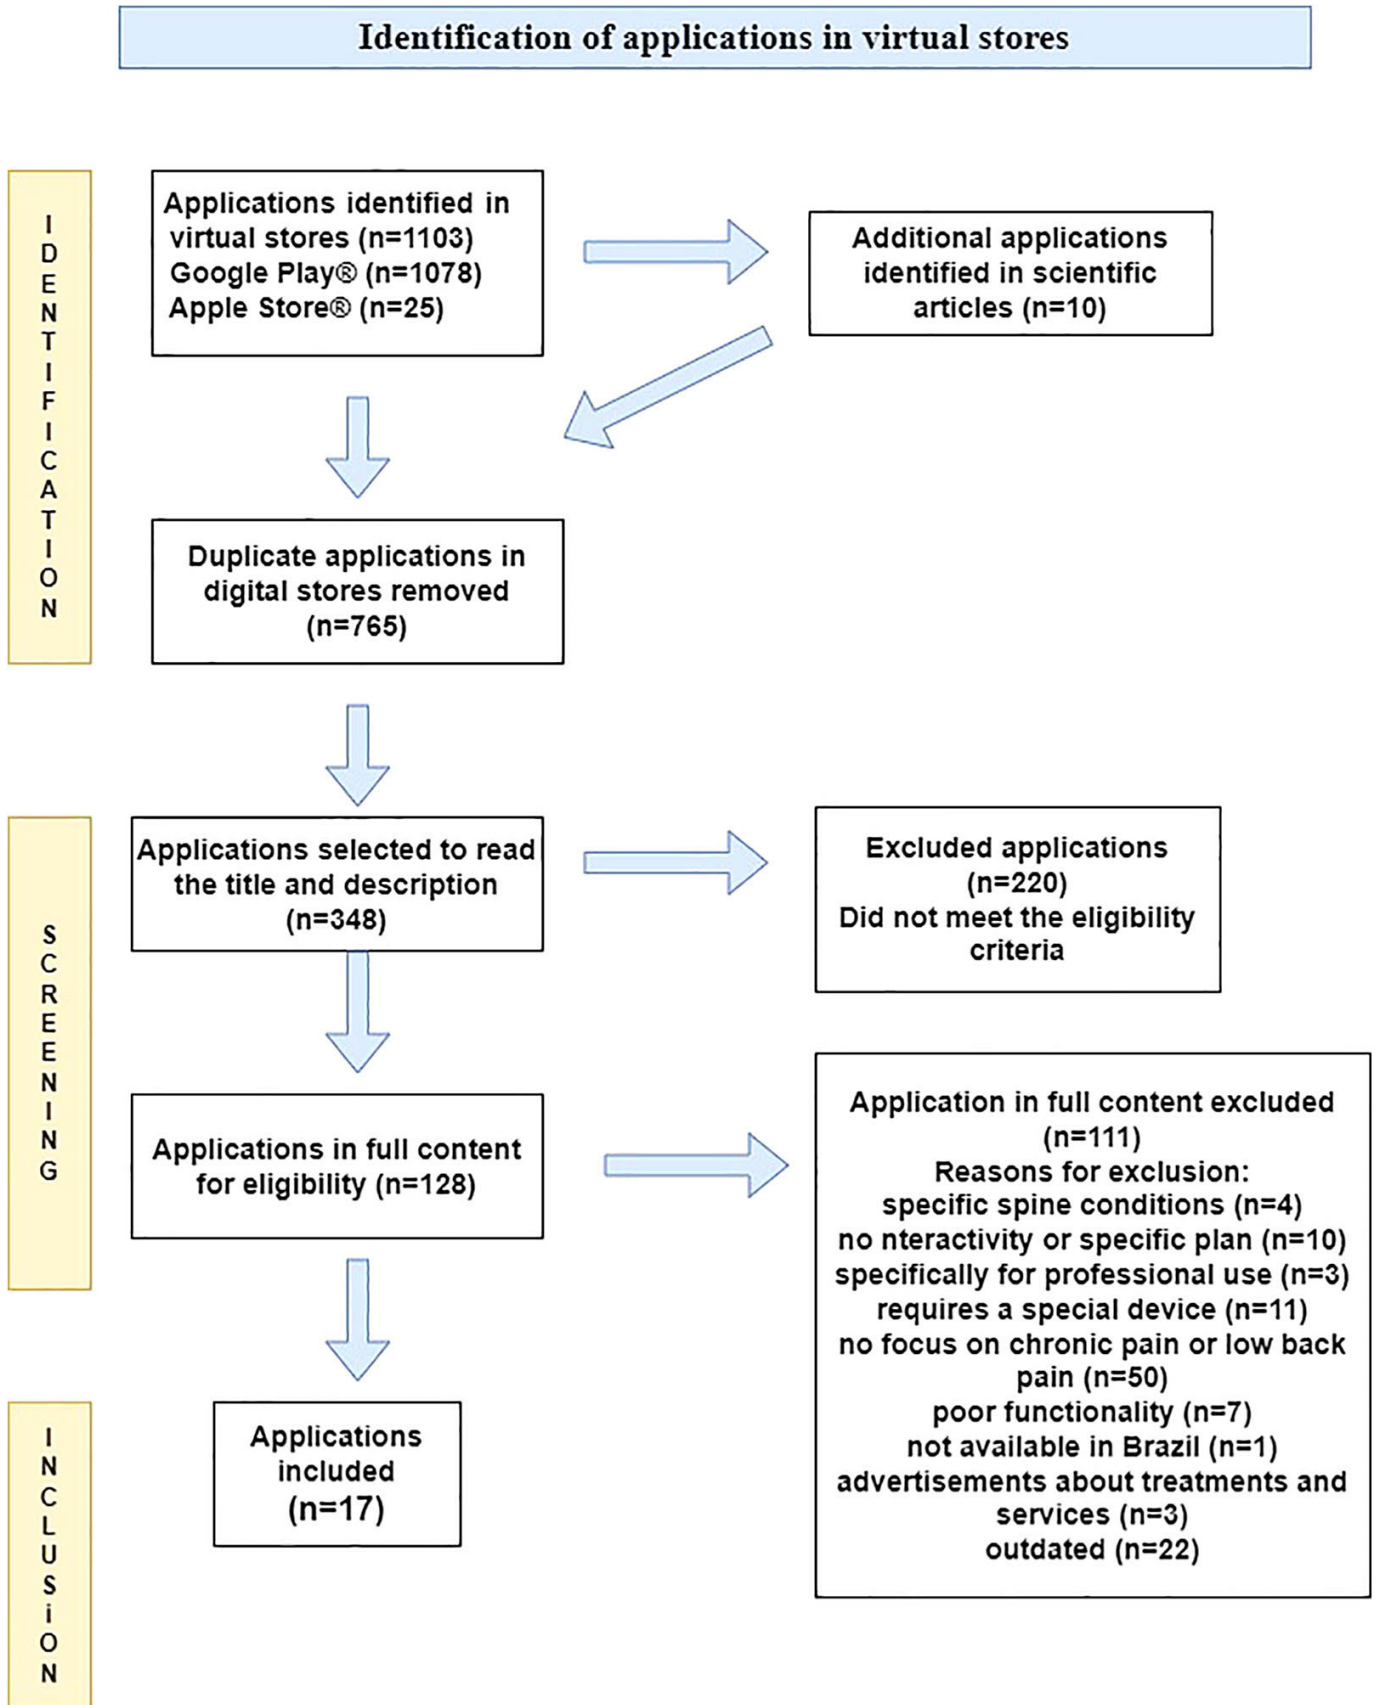 Identification of applications in virtual stores
IDENTIFICATION
Applications identified in
virtual stores (n=1103)
Google Play® (n=1078)
Apple Store® (n=25)
Additional applications
identified in scientific
articles (n=10)
Duplicate applications in
digital stores removed
(n=765)
SCREENING
Applications selected to read
the title and description
(n=348)
Excluded applications
(n=220)
Did not meet the eligibility
criteria
Applications in full content
for eligibility (n=128)
Application in full content excluded
(n=111)
Reasons for exclusion:
specific spine conditions (n=4)
no nteractivity or specific plan (n=10)
specifically for professional use (n=3)
requires a special device (n=11)
no focus on chronic pain or low back
pain (n=50)
poor functionality (n=7)
not available in Brazil (n=1)
advertisements about treatments and
services (n=3)
outdated (n=22)
INCLUSiON
Applications
included
(n=17)